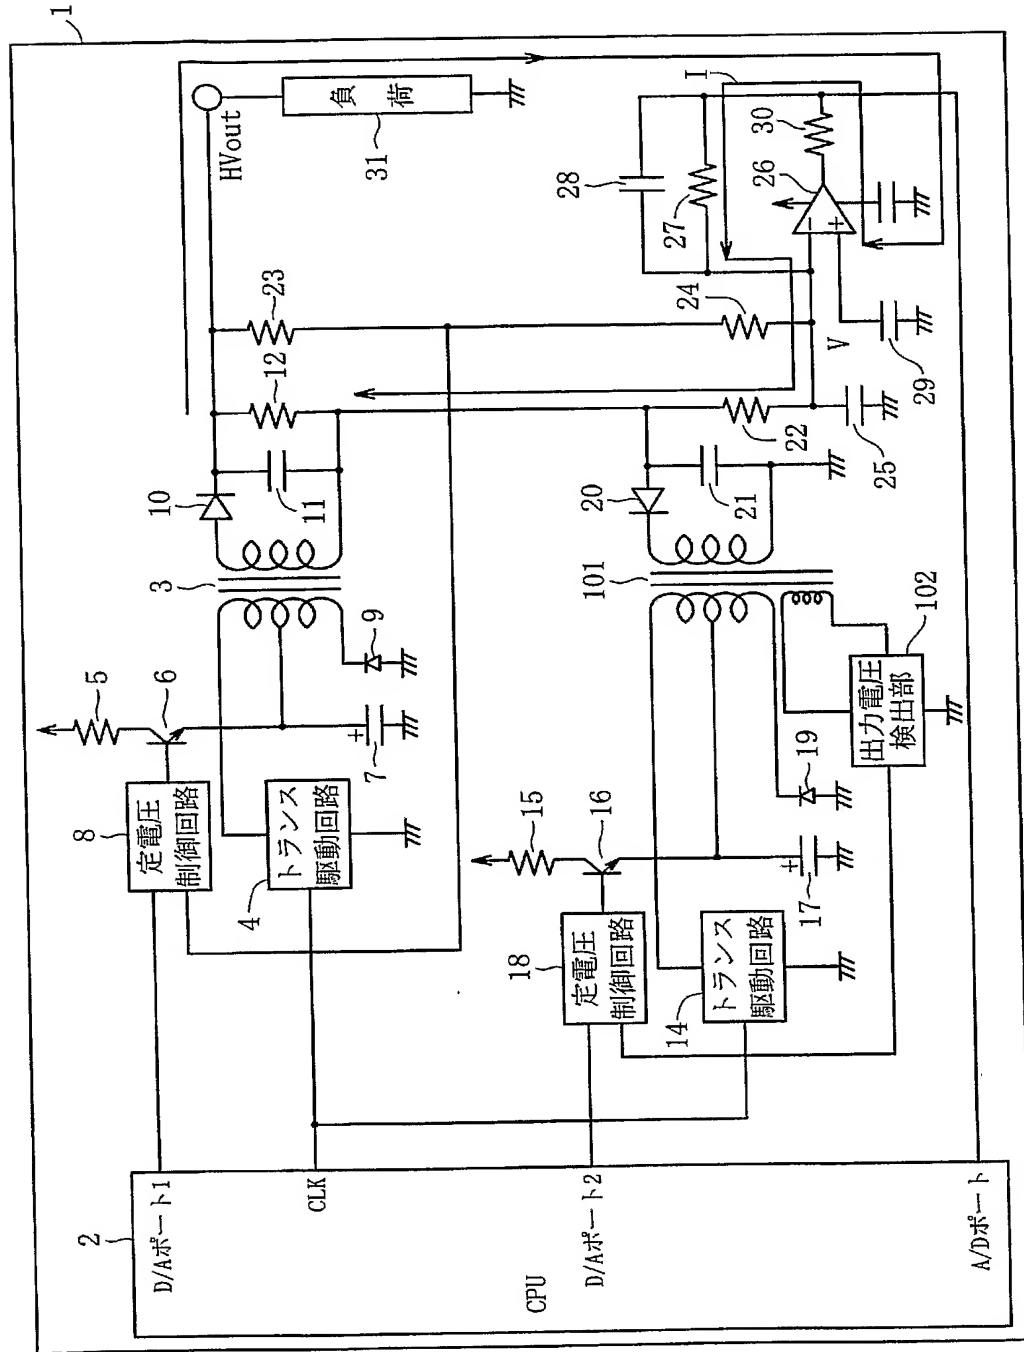 1
2
CPU
D/Aポート1
CLK
D/Aポート2
A/Dポート
8
定電圧
制御回路
5
6
4
トランス
駆動回路
7
9
3
10
11
12
23
HVout
31
負荷
18
定電圧
制御回路
15
16
14
トランス
駆動回路
17
19
101
102
出力電圧
検出部
20
21
22
24
25
V
29
26
27
28
30
I
-
+
+
+